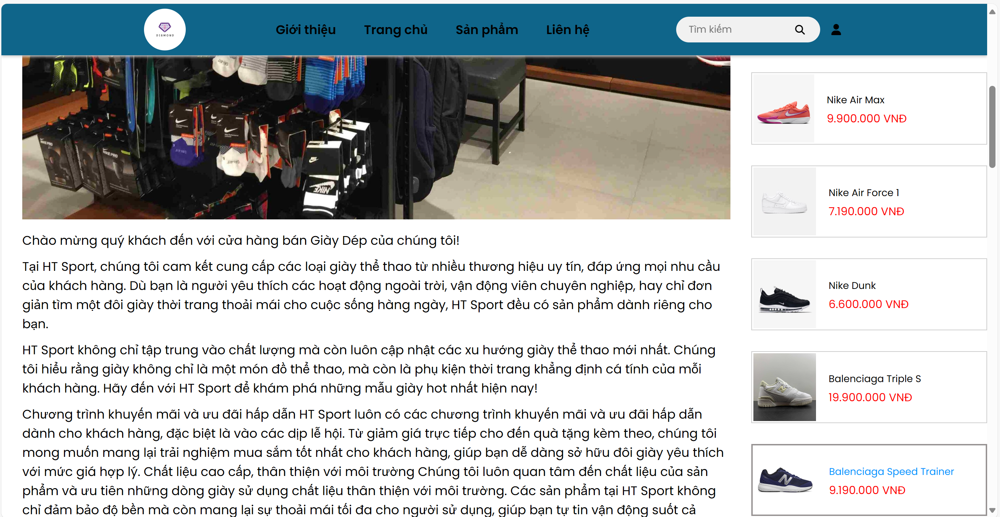 DIAMOND
Giới thiệu
Trang chủ
Sản phẩm
Liên hệ
Tìm kiếm
NIKE PRO
NIKE PRO
DRI-FIT
DRI-FIT
DRI-FIT
NIKE
Chào mừng quý khách đến với cửa hàng bán Giày Dép của chúng tôi!
Tại HT Sport, chúng tôi cam kết cung cấp các loại giày thể thao từ nhiều thương hiệu uy tín, đáp ứng mọi nhu cầu
của khách hàng. Dù bạn là người yêu thích các hoạt động ngoài trời, vận động viên chuyên nghiệp, hay chỉ đơn
giản tìm một đôi giày thời trang thoải mái cho cuộc sống hàng ngày, HT Sport đều có sản phẩm dành riêng cho
bạn.
HT Sport không chỉ tập trung vào chất lượng mà còn luôn cập nhật các xu hướng giày thể thao mới nhất. Chúng
tôi hiểu rằng giày không chỉ là một món đồ thể thao, mà còn là phụ kiện thời trang khẳng định cá tính của mỗi
khách hàng. Hãy đến với HT Sport để khám phá những mẫu giày hot nhất hiện nay!
Chương trình khuyến mãi và ưu đãi hấp dẫn HT Sport luôn có các chương trình khuyến mãi và ưu đãi hấp dẫn
dành cho khách hàng, đặc biệt là vào các dịp lễ hội. Từ giảm giá trực tiếp cho đến quà tặng kèm theo, chúng tôi
mong muốn mang lại trải nghiệm mua sắm tốt nhất cho khách hàng, giúp bạn dễ dàng sở hữu đôi giày yêu thích
với mức giá hợp lý. Chất liệu cao cấp, thân thiện với môi trường Chúng tôi luôn quan tâm đến chất liệu của sản
phẩm và ưu tiên những dòng giày sử dụng chất liệu thân thiện với môi trường. Các sản phẩm tại HT Sport không
chỉ đảm bảo độ bền mà còn mang lại sự thoải mái tối đa cho người sử dụng, giúp bạn tự tin vận động suốt cả
Nike Air Max
9.900.000 VNĐ
Nike Air Force 1
7.190.000 VNĐ
Nike Dunk
6.600.000 VNĐ
Balenciaga Triple S
19.900.000 VNĐ
Balenciaga Speed Trainer
9.190.000 VNĐ